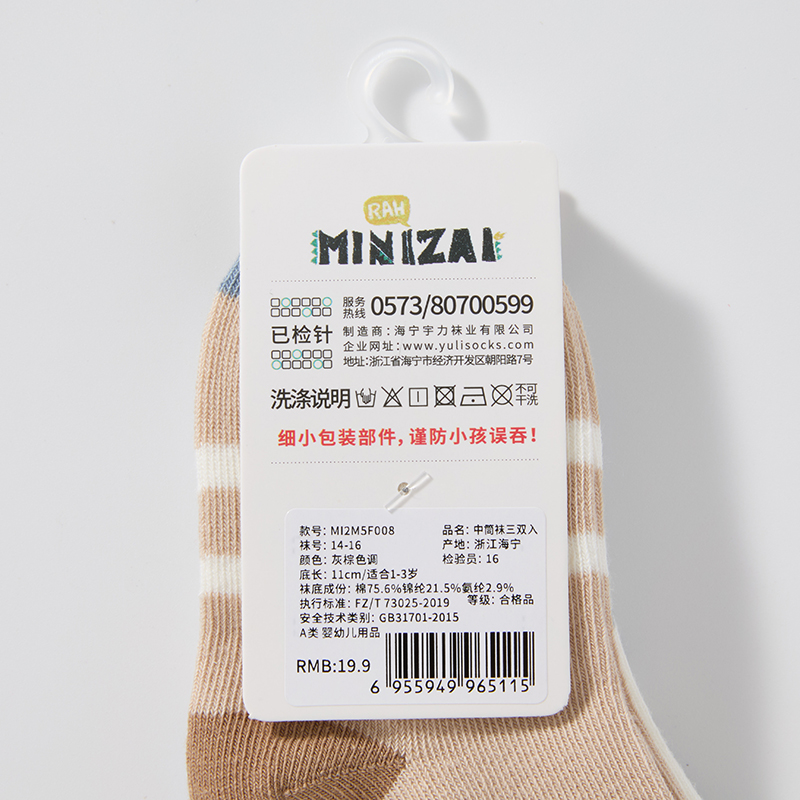 RAH
MINIZAI
服务热线 0573/80700599
已检针
制造商:海宁宇力袜业有限公司
企业网址:www.yulisocks.com
地址:浙江省海宁市经济开发区朝阳路7号
洗涤说明 不可干洗
细小包装部件,谨防小孩误吞!
款号:MI2M5F008 品名:中筒袜三双入
袜号:14-16 产地:浙江海宁
颜色:灰棕色调 检验员:16
底长:11cm/适合1-3岁
袜底成份:棉75.6%锦纶21.5%氨纶2.9%
执行标准:FZ/T 73025-2019 等级:合格品
安全技术类别:GB31701-2015
A类 婴幼儿用品
RMB:19.9
6 955949 965115